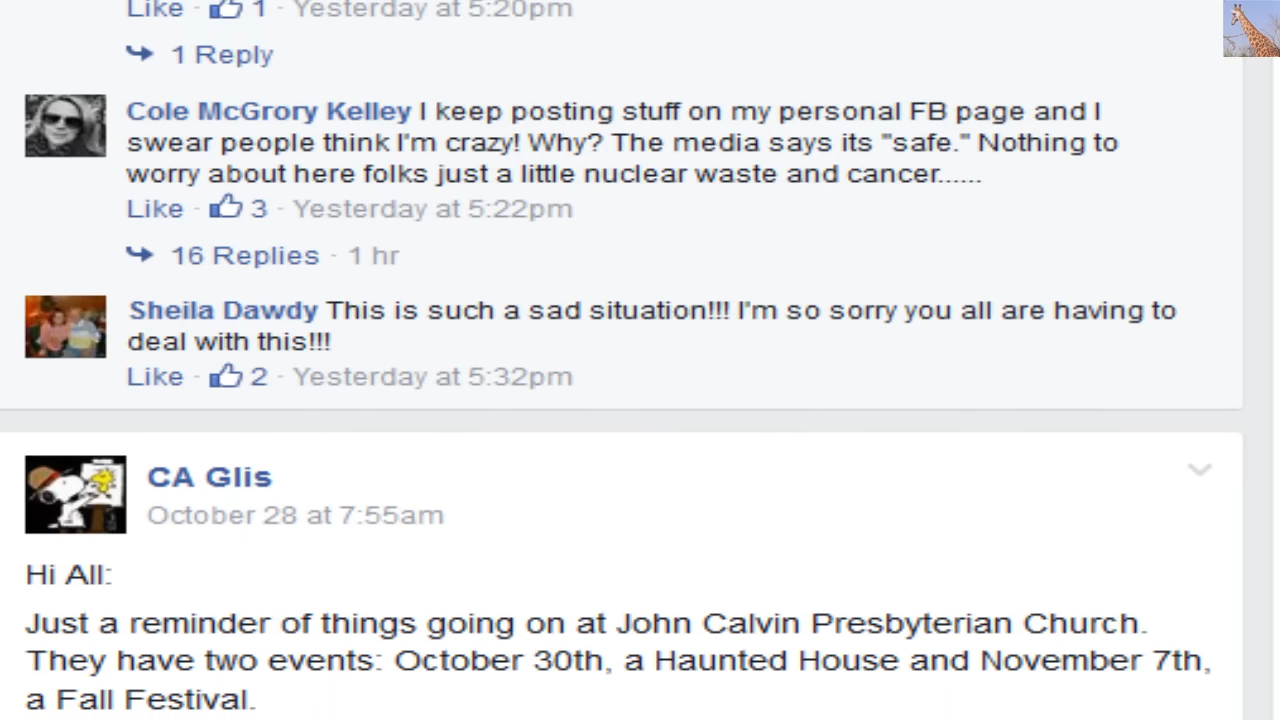 Like · 1 · Yesterday at 5:20pm
1 Reply
Cole McGrory Kelley I keep posting stuff on my personal FB page and I
swear people think I'm crazy! Why? The media says its "safe." Nothing to
worry about here folks just a little nuclear waste and cancer......
Like · 3 · Yesterday at 5:22pm
16 Replies · 1 hr
Sheila Dawdy This is such a sad situation!!! I'm so sorry you all are having to
deal with this!!!
Like · 2 · Yesterday at 5:32pm
CA Glis
October 28 at 7:55am
Hi All:
Just a reminder of things going on at John Calvin Presbyterian Church.
They have two events: October 30th, a Haunted House and November 7th,
a Fall Festival.